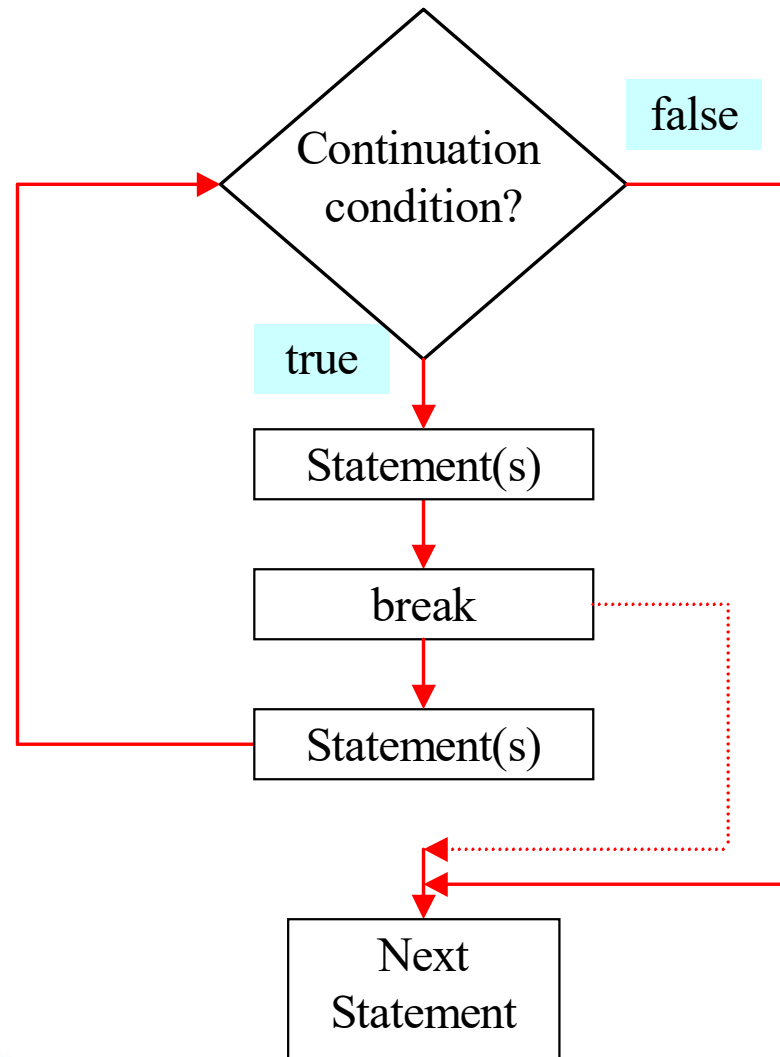 false
Continuation
condition?
true
Statement(s)
break
Statement(s)
Next
Statement